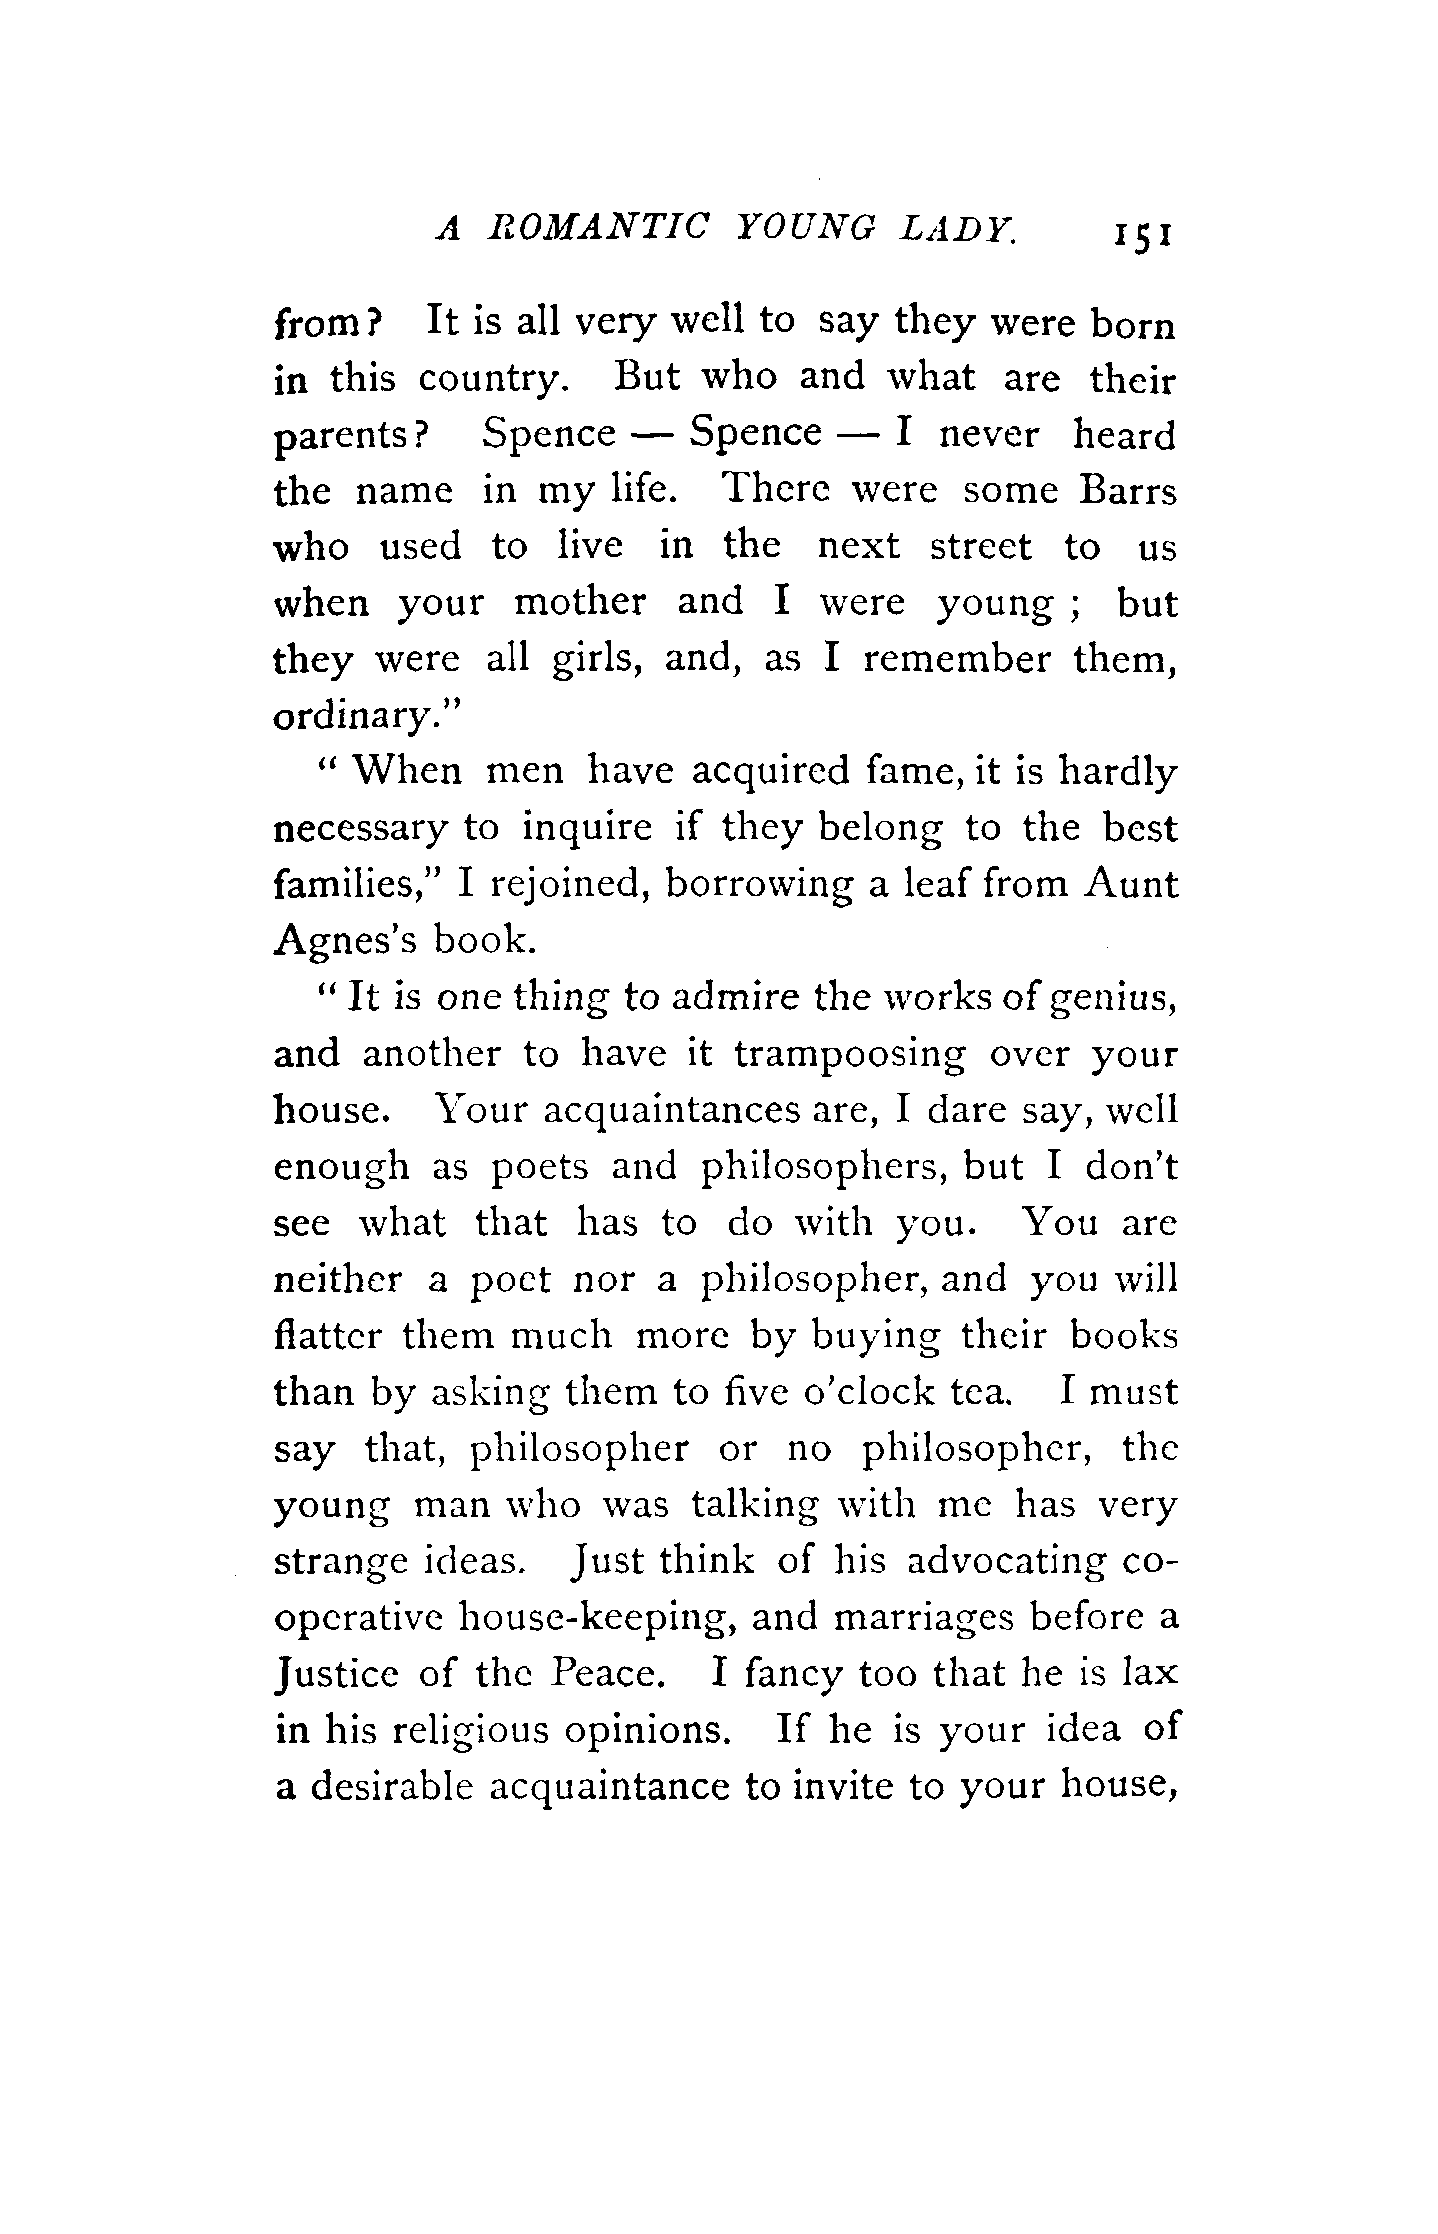 A ROMANTIC YOUNG LADY. 151
from? It is all very well to say they were born
in this country. But who and what are their
parents? Spence — Spence — I never heard
the name in my life. There were some Barrs
who used to live in the next street to us
when your mother and I were young ; but
they were all girls, and, as I remember them,
ordinary."
" When men have acquired fame, it is hardly
necessary to inquire if they belong to the best
families," I rejoined, borrowing a leaf from Aunt
Agnes's book.
" It is one thing to admire the works of genius,
and another to have it trampoosing over your
house. Your acquaintances are, I dare say, well
enough as poets and philosophers, but I don't
see what that has to do with you. You are
neither a poet nor a philosopher, and you will
flatter them much more by buying their books
than by asking them to five o'clock tea. I must
say that, philosopher or no philosopher, the
young man who was talking with me has very
strange ideas. Just think of his advocating co-
operative house-keeping, and marriages before a
Justice of the Peace. I fancy too that he is lax
in his religious opinions. If he is your idea of
a desirable acquaintance to invite to your house,